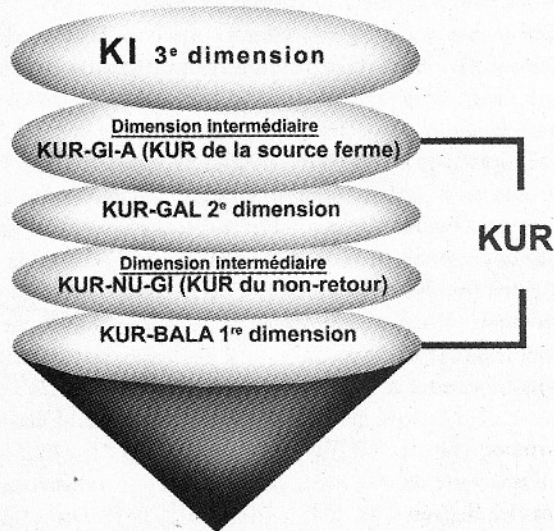 KI 3e dimension
Dimension intermédiaire
KUR-GI-A (KUR de la source ferme)
KUR-GAL 2e dimension
KUR
Dimension intermédiaire
KUR-NU-GI (KUR du non-retour)
KUR-BALA 1re dimension